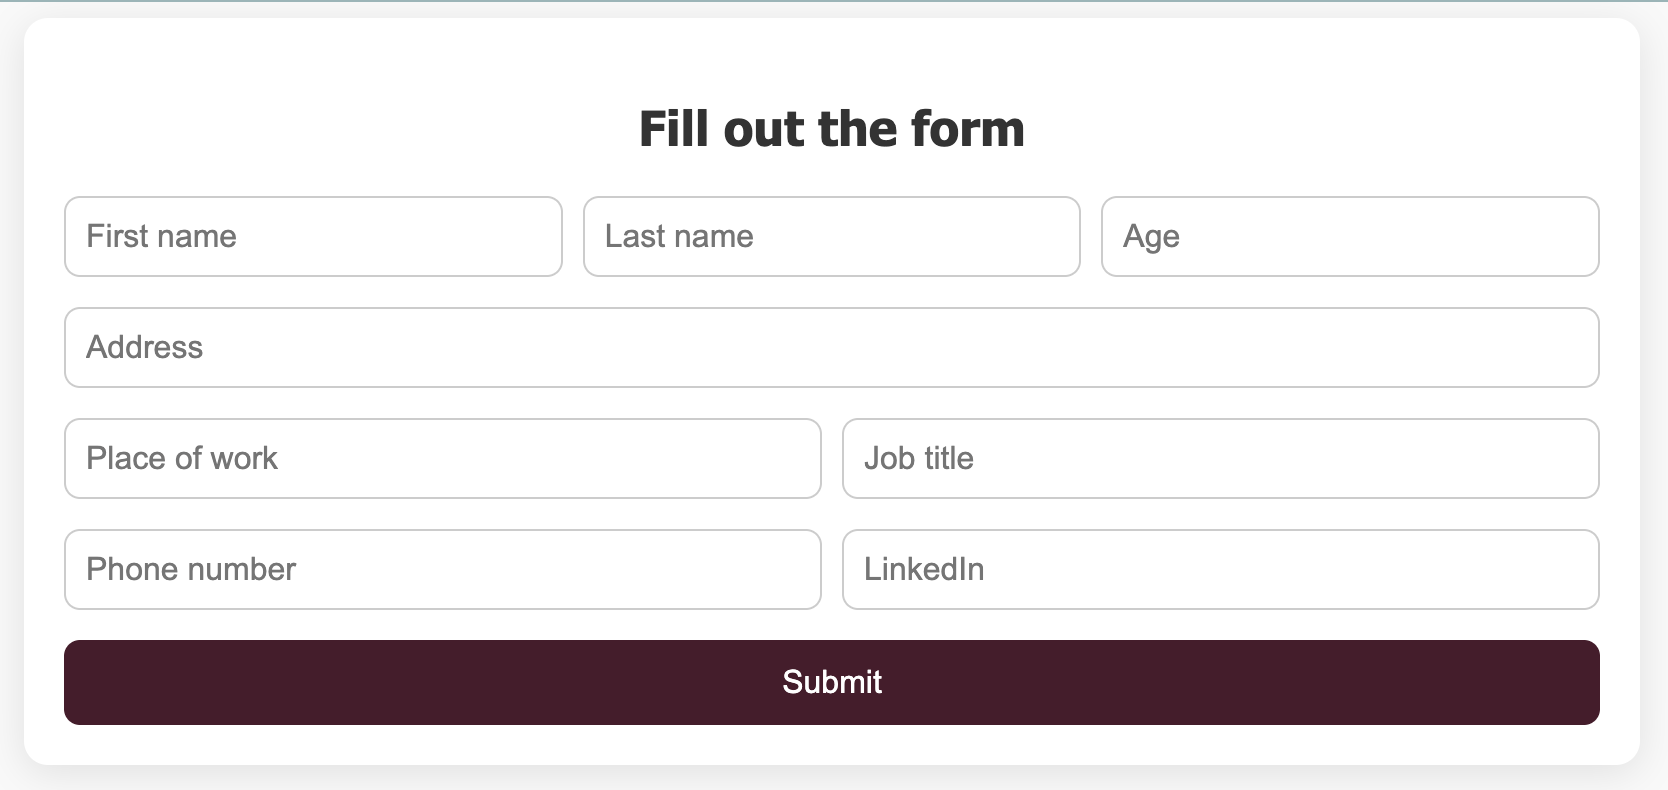 Fill out the form
First name Last name Age
Address
Place of work Job title
Phone number LinkedIn
Submit